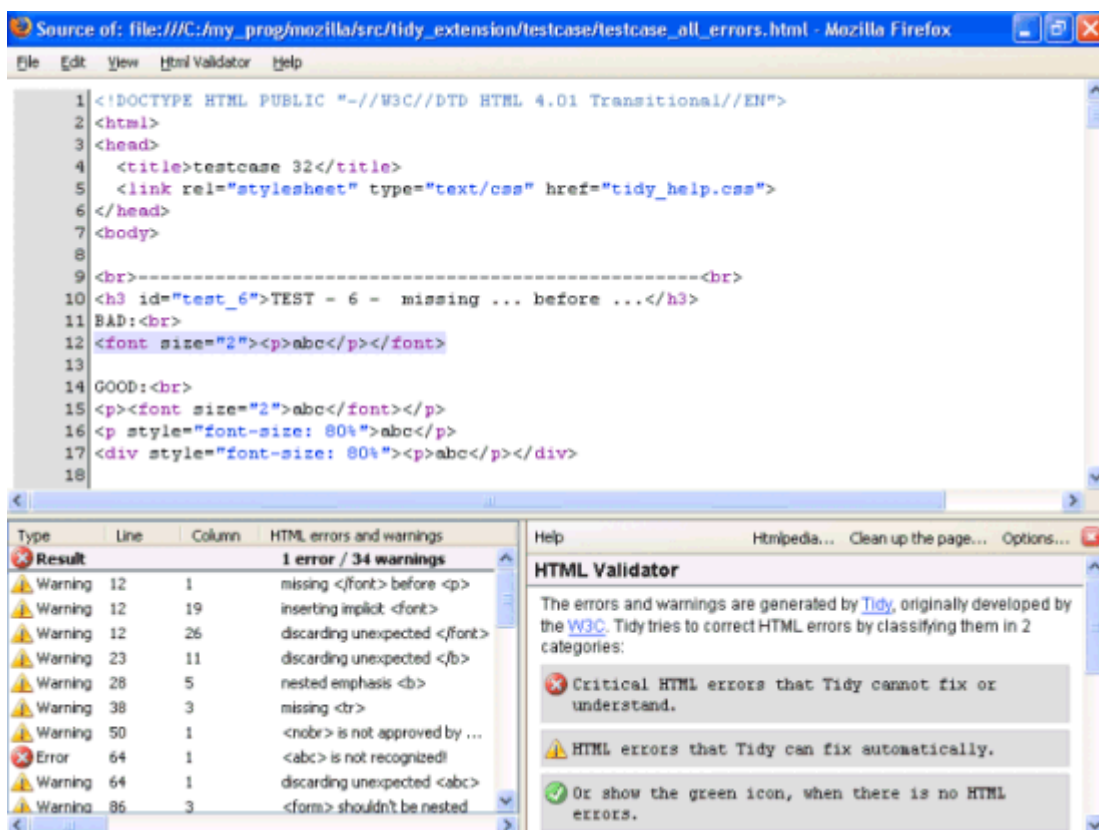 Source of: file:///C:/my_prog/mozilla/src/tidy_extension/testcase/testcase_all_errors.html - Mozilla Firefox
File Edit View Html Validator Help
1 <!DOCTYPE HTML PUBLIC "-//W3C//DTD HTML 4.01 Transitional//EN">
2 <html>
3 <head>
4 <title>testcase 32</title>
5 <link rel="stylesheet" type="text/css" href="tidy_help.css">
6 </head>
7 <body>
8
9 <br>----------------------------------------------------<br>
10 <h3 id="test_6">TEST - 6 - missing ... before ...</h3>
11 BAD:<br>
12 <font size="2"><p>abc</p></font>
13
14 GOOD:<br>
15 <p><font size="2">abc</font></p>
16 <p style="font-size: 80%">abc</p>
17 <div style="font-size: 80%"><p>abc</p></div>
18
Type Line Column HTML errors and warnings
Result 1 error / 34 warnings
Warning 12 1 missing </font> before <p>
Warning 12 19 inserting implicit <font>
Warning 12 26 discarding unexpected </font>
Warning 23 11 discarding unexpected </b>
Warning 28 5 nested emphasis <b>
Warning 38 3 missing <tr>
Warning 50 1 <nobr> is not approved by ...
Error 64 1 <abc> is not recognized!
Warning 64 1 discarding unexpected <abc>
Warning 86 3 <form> shouldn't be nested
Help Htmlpedia... Clean up the page... Options...
HTML Validator
The errors and warnings are generated by Tidy, originally developed by
the W3C. Tidy tries to correct HTML errors by classifying them in 2
categories:
Critical HTML errors that Tidy cannot fix or
understand.
HTML errors that Tidy can fix automatically.
Or show the green icon, when there is no HTML
errors.